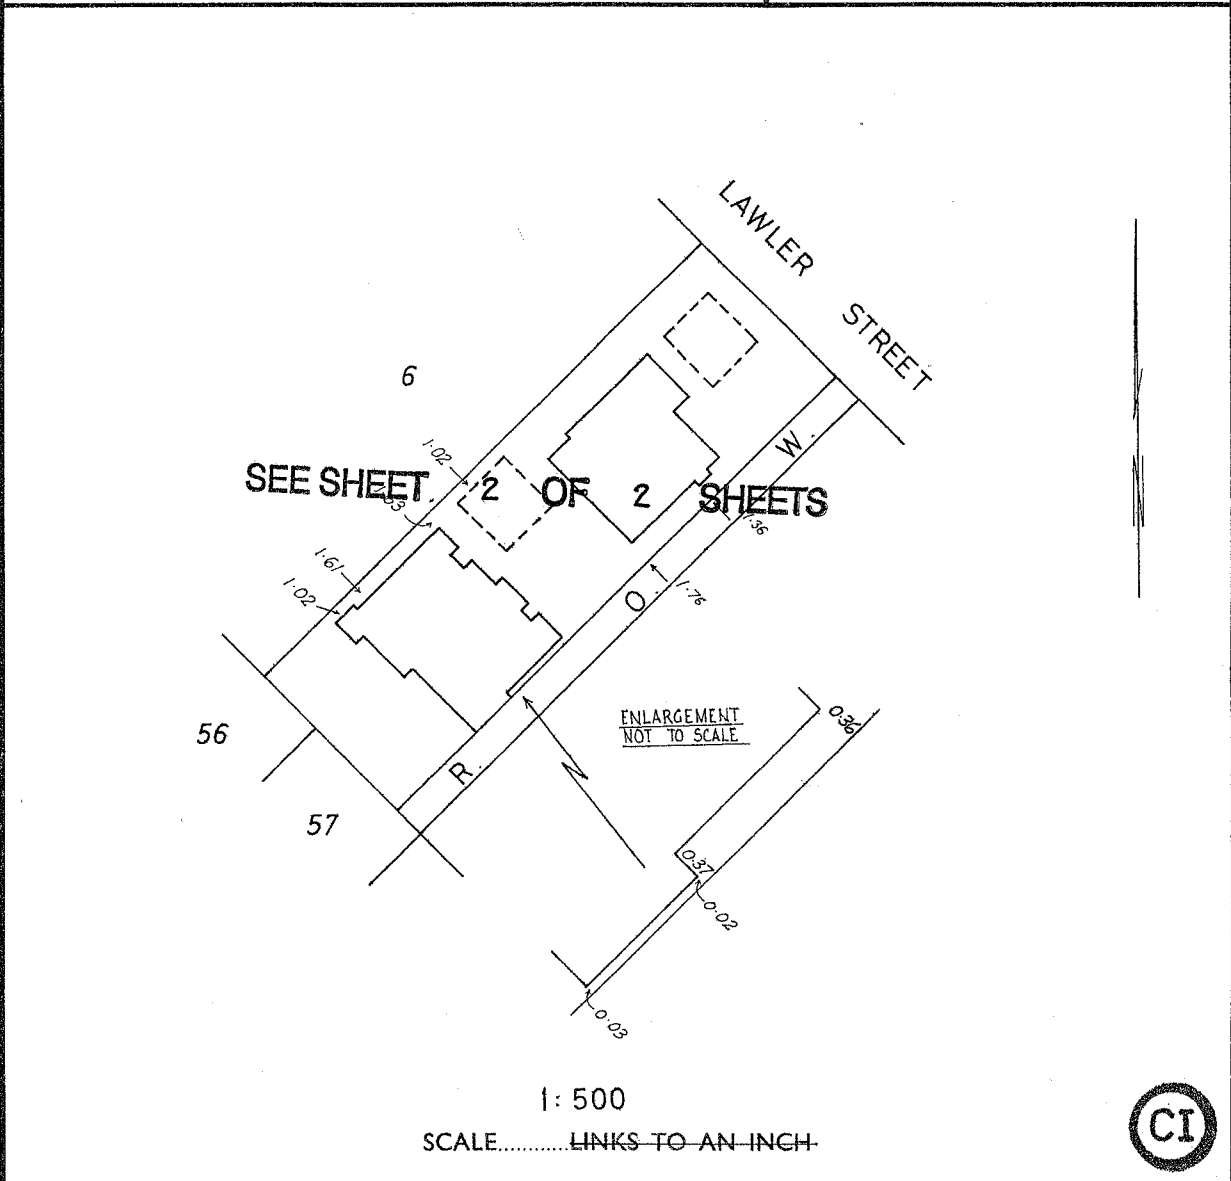 LAWLER STREET
6
1·02
SEE SHEET 2 OF 2 SHEETS
W.
1·36
1·61
1·02
O.
1·76
ENLARGEMENT
NOT TO SCALE
0·36
56
R.
57
0·37
0·02
0·03
1: 500
SCALE............LINKS TO AN INCH
CI